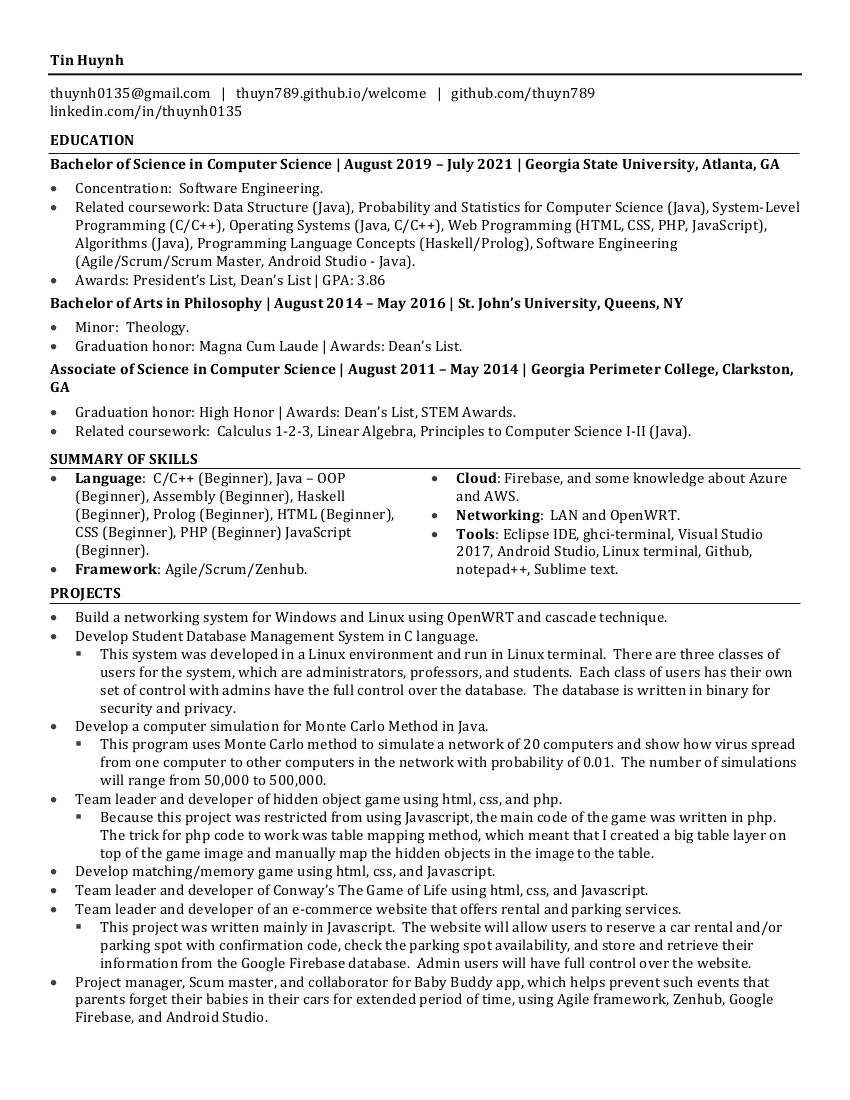 Tin Huynh
thuynh0135@gmail.com | thuyn789.github.io/welcome | github.com/thuyn789
linkedin.com/in/thuynh0135
EDUCATION
Bachelor of Science in Computer Science | August 2019 – July 2021 | Georgia State University, Atlanta, GA
• Concentration: Software Engineering.
• Related coursework: Data Structure (Java), Probability and Statistics for Computer Science (Java), System-Level
Programming (C/C++), Operating Systems (Java, C/C++), Web Programming (HTML, CSS, PHP, JavaScript),
Algorithms (Java), Programming Language Concepts (Haskell/Prolog), Software Engineering
(Agile/Scrum/Scrum Master, Android Studio - Java).
• Awards: President's List, Dean's List | GPA: 3.86
Bachelor of Arts in Philosophy | August 2014 – May 2016 | St. John's University, Queens, NY
• Minor: Theology.
• Graduation honor: Magna Cum Laude | Awards: Dean's List.
Associate of Science in Computer Science | August 2011 – May 2014 | Georgia Perimeter College, Clarkston,
GA
• Graduation honor: High Honor | Awards: Dean's List, STEM Awards.
• Related coursework: Calculus 1-2-3, Linear Algebra, Principles to Computer Science I-II (Java).
SUMMARY OF SKILLS
• Language: C/C++ (Beginner), Java – OOP
(Beginner), Assembly (Beginner), Haskell
(Beginner), Prolog (Beginner), HTML (Beginner),
CSS (Beginner), PHP (Beginner) JavaScript
(Beginner).
• Framework: Agile/Scrum/Zenhub.
• Cloud: Firebase, and some knowledge about Azure
and AWS.
• Networking: LAN and OpenWRT.
• Tools: Eclipse IDE, ghci-terminal, Visual Studio
2017, Android Studio, Linux terminal, Github,
notepad++, Sublime text.
PROJECTS
• Build a networking system for Windows and Linux using OpenWRT and cascade technique.
• Develop Student Database Management System in C language.
▪ This system was developed in a Linux environment and run in Linux terminal. There are three classes of
users for the system, which are administrators, professors, and students. Each class of users has their own
set of control with admins have the full control over the database. The database is written in binary for
security and privacy.
• Develop a computer simulation for Monte Carlo Method in Java.
▪ This program uses Monte Carlo method to simulate a network of 20 computers and show how virus spread
from one computer to other computers in the network with probability of 0.01. The number of simulations
will range from 50,000 to 500,000.
• Team leader and developer of hidden object game using html, css, and php.
▪ Because this project was restricted from using Javascript, the main code of the game was written in php.
The trick for php code to work was table mapping method, which meant that I created a big table layer on
top of the game image and manually map the hidden objects in the image to the table.
• Develop matching/memory game using html, css, and Javascript.
• Team leader and developer of Conway's The Game of Life using html, css, and Javascript.
• Team leader and developer of an e-commerce website that offers rental and parking services.
▪ This project was written mainly in Javascript. The website will allow users to reserve a car rental and/or
parking spot with confirmation code, check the parking spot availability, and store and retrieve their
information from the Google Firebase database. Admin users will have full control over the website.
• Project manager, Scum master, and collaborator for Baby Buddy app, which helps prevent such events that
parents forget their babies in their cars for extended period of time, using Agile framework, Zenhub, Google
Firebase, and Android Studio.